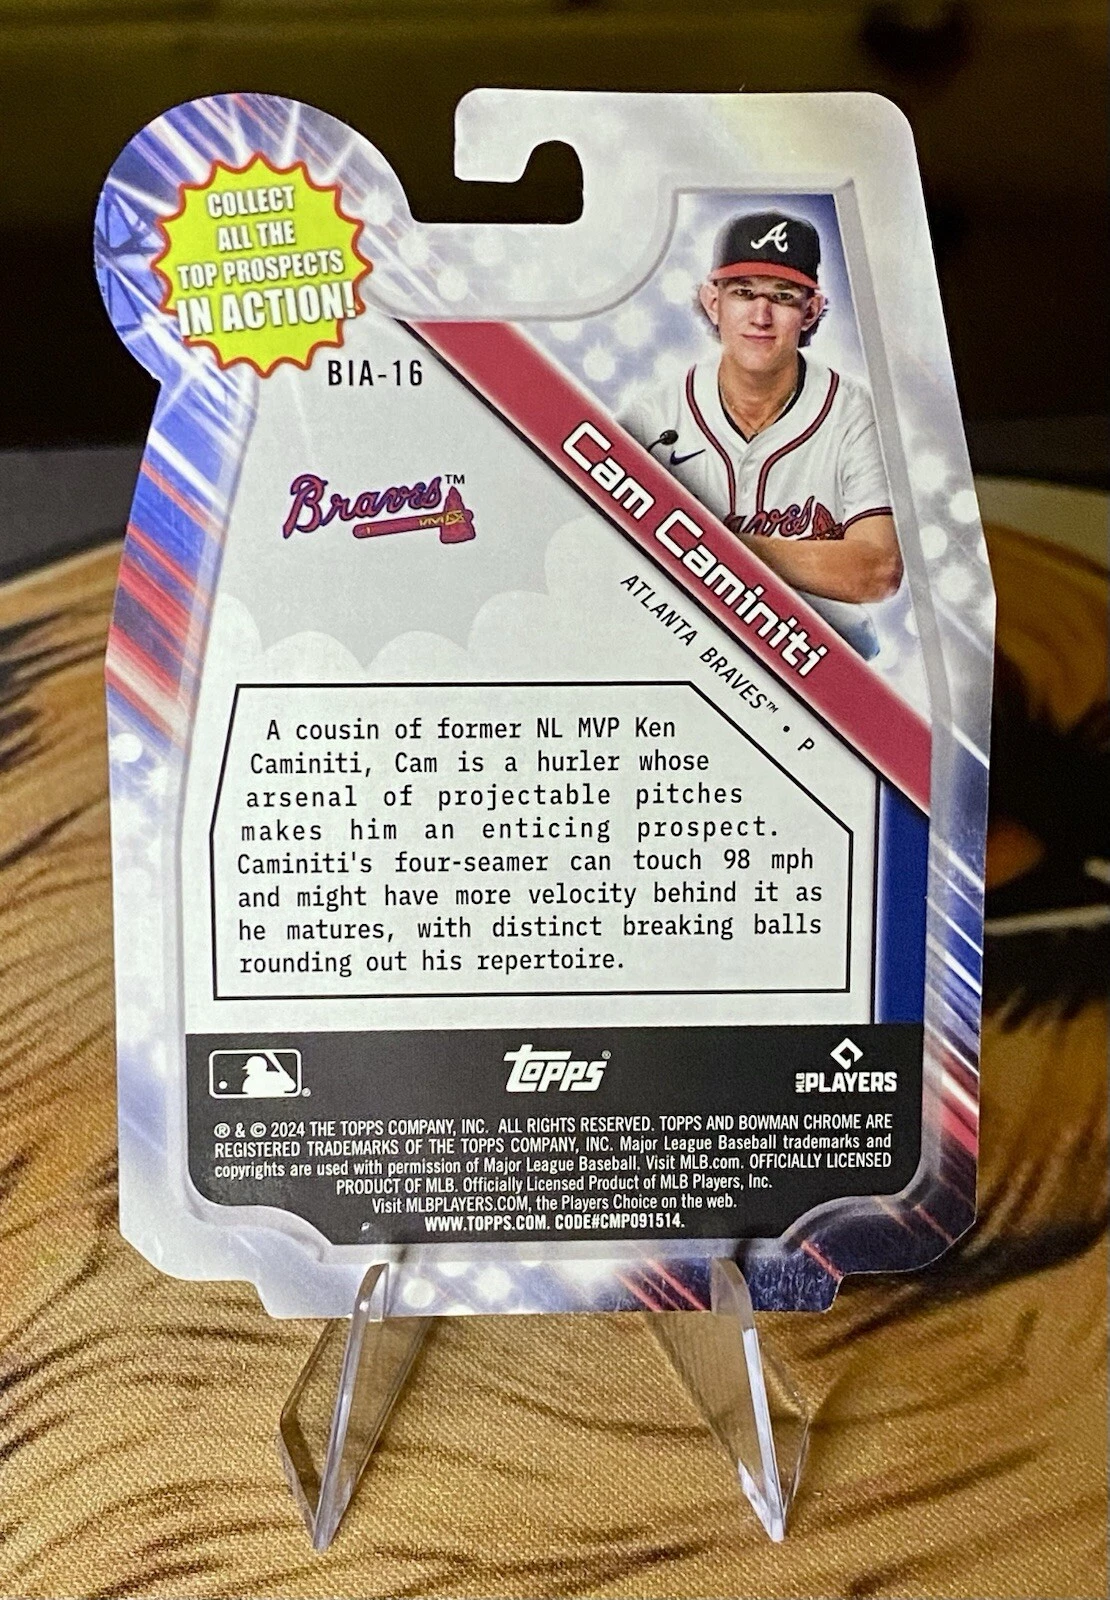 COLLECT
ALL THE
TOP PROSPECTS
IN ACTION!
BIA-16
Braves™
A
Braves
Cam Caminiti
ATLANTA BRAVES™ • P
A cousin of former NL MVP Ken
Caminiti, Cam is a hurler whose
arsenal of projectable pitches
makes him an enticing prospect.
Caminiti's four-seamer can touch 98 mph
and might have more velocity behind it as
he matures, with distinct breaking balls
rounding out his repertoire.
topps®
MLB PLAYERS
® & © 2024 THE TOPPS COMPANY, INC. ALL RIGHTS RESERVED. TOPPS AND BOWMAN CHROME ARE
REGISTERED TRADEMARKS OF THE TOPPS COMPANY, INC. Major League Baseball trademarks and
copyrights are used with permission of Major League Baseball. Visit MLB.com. OFFICIALLY LICENSED
PRODUCT OF MLB. Officially Licensed Product of MLB Players, Inc.
Visit MLBPLAYERS.COM, the Players Choice on the web.
WWW.TOPPS.COM. CODE#CMP091514.